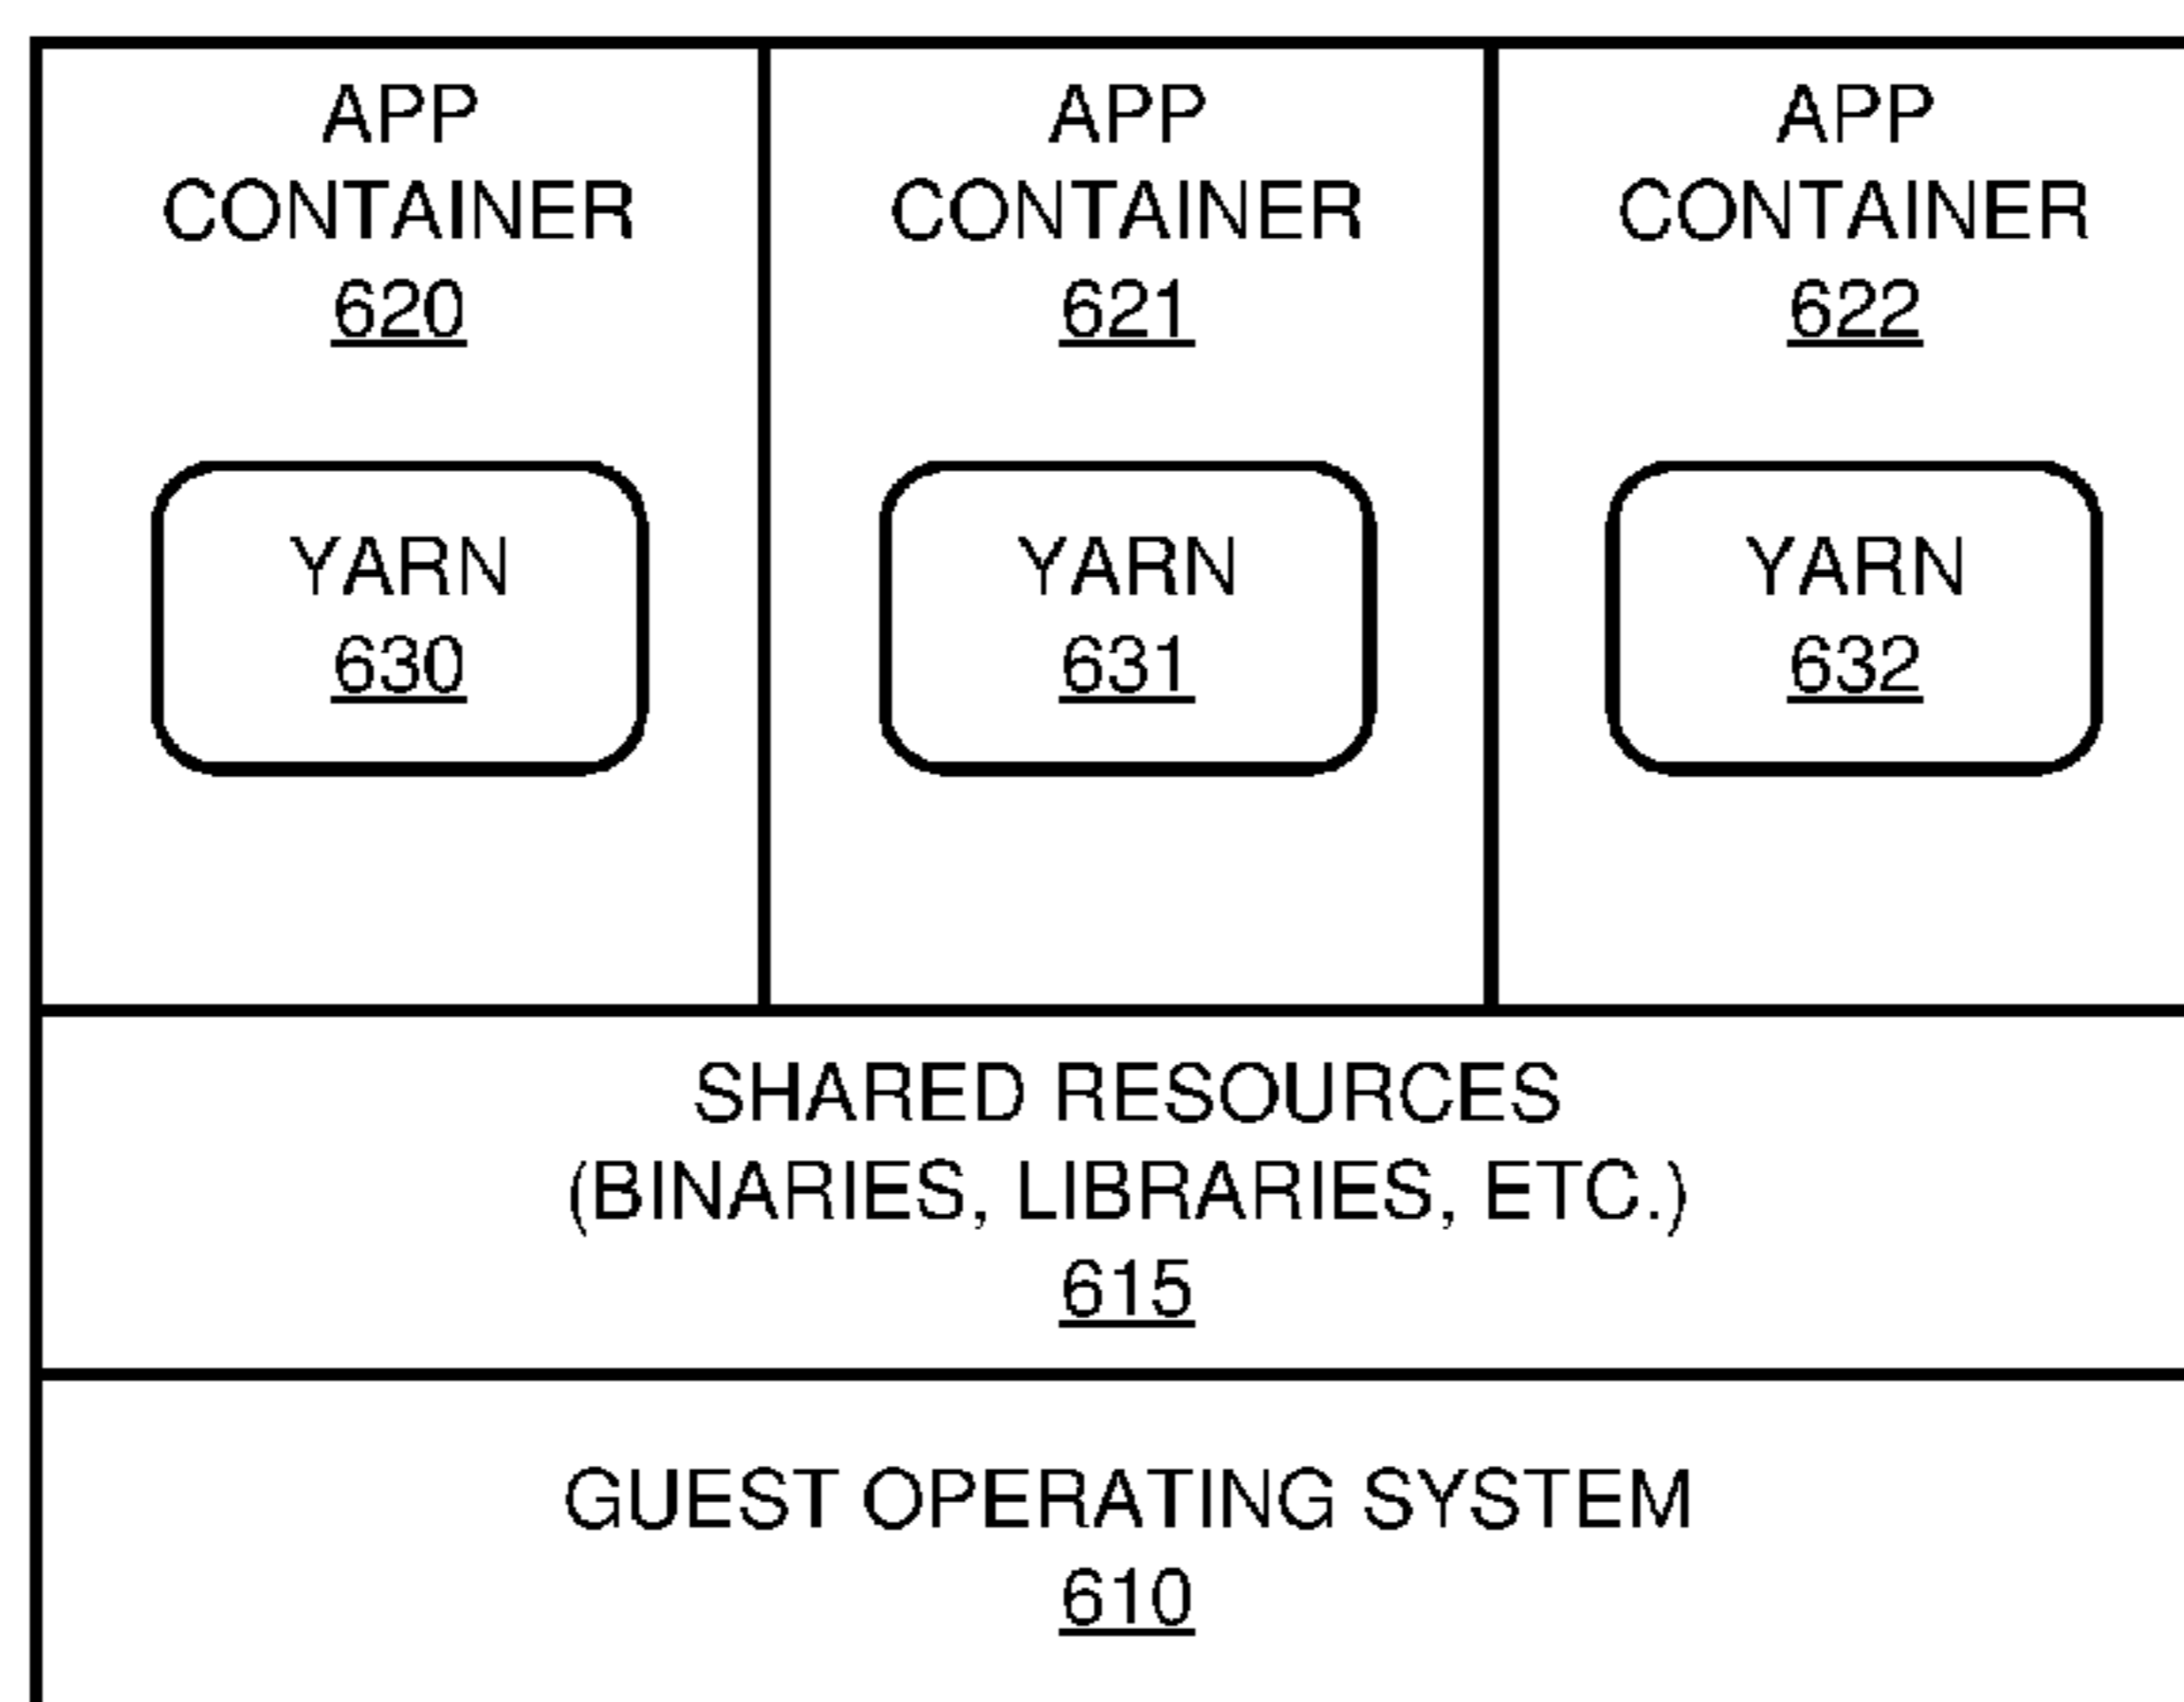 APP
CONTAINER
620
APP
CONTAINER
621
APP
CONTAINER
622
YARN
630
YARN
631
YARN
632
SHARED RESOURCES
(BINARIES, LIBRARIES, ETC.)
615
GUEST OPERATING SYSTEM
610